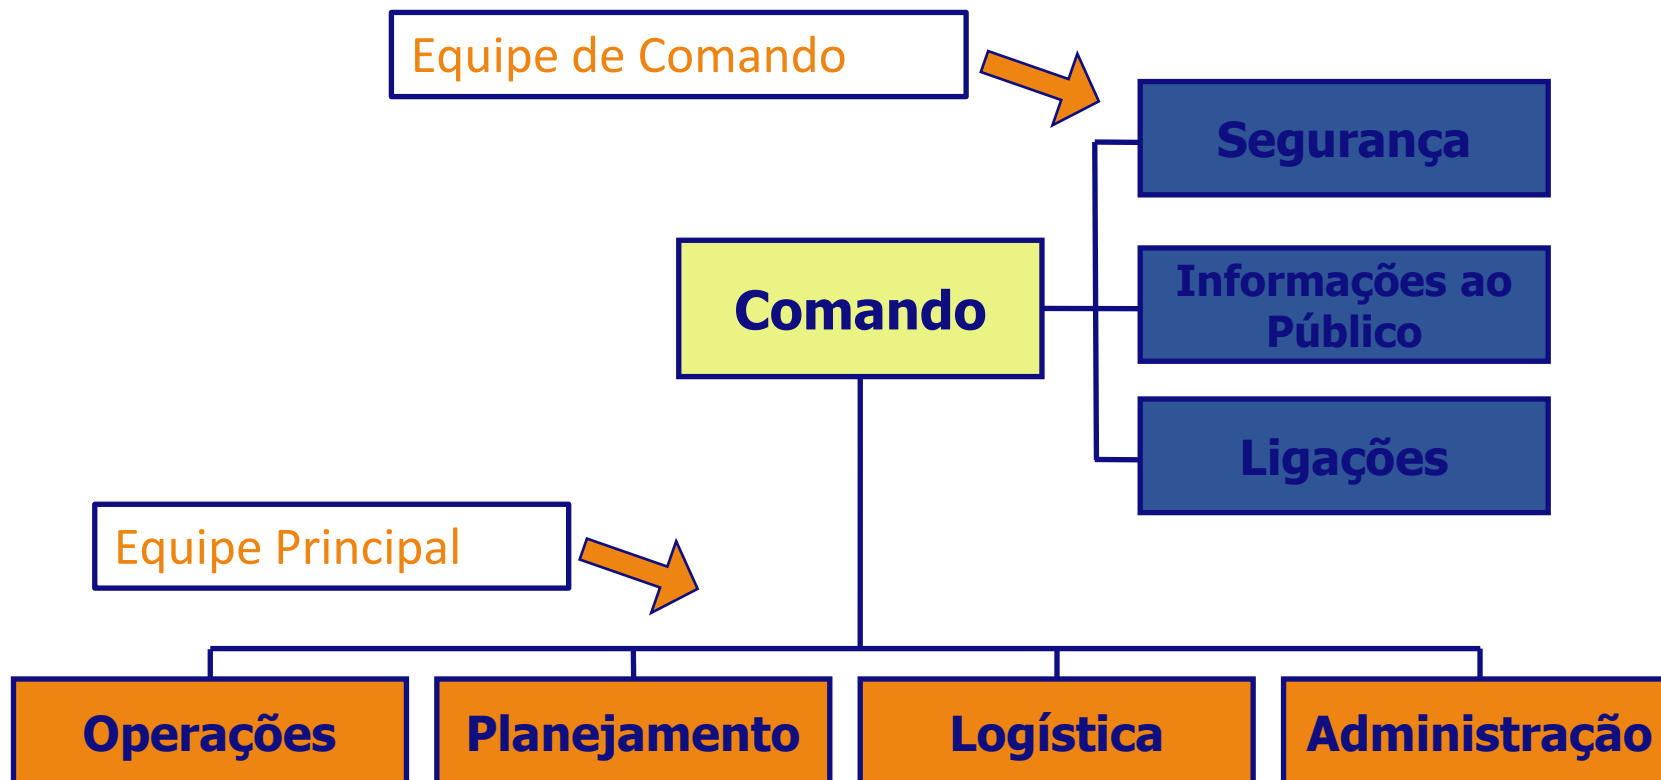 Equipe de Comando
Segurança
Informações ao
Público
Comando
Ligações
Equipe Principal
Operações
Planejamento
Logística
Administração